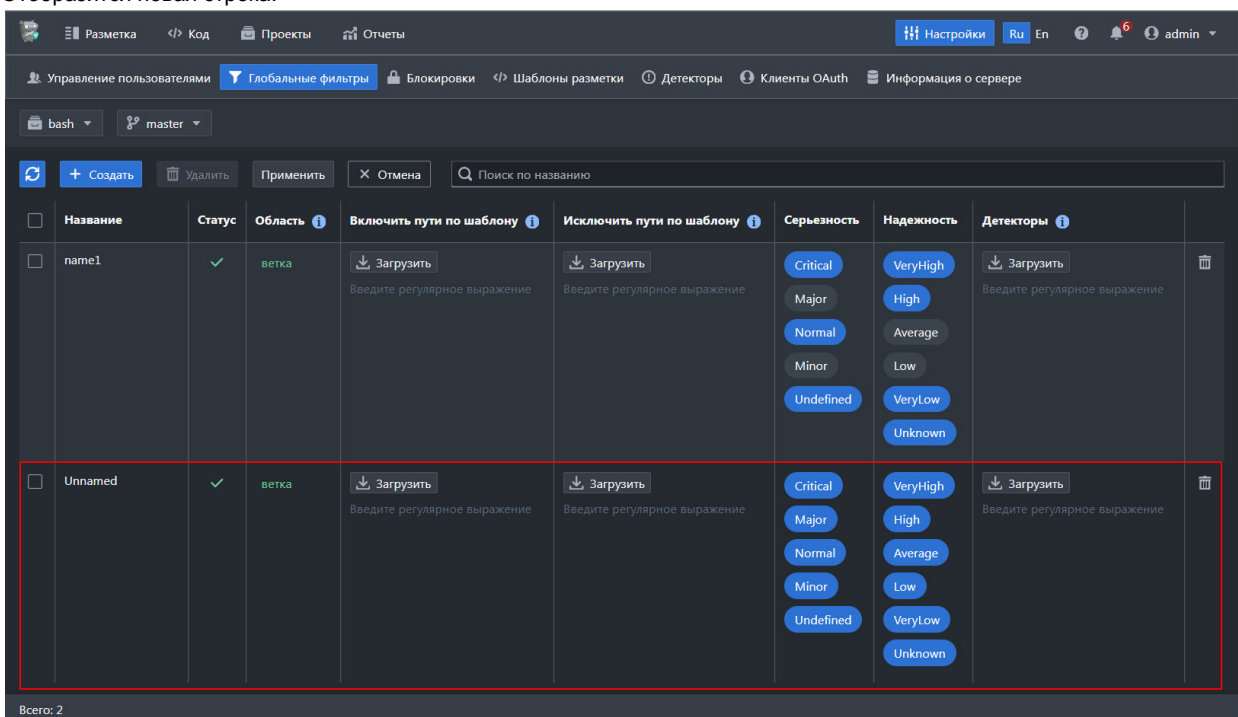 Отобразится новая строка.
Разметка </> Код Проекты Отчеты Настройки Ru En 6 admin
Управление пользователями Глобальные фильтры Блокировки </> Шаблоны разметки Детекторы Клиенты OAuth Информация о сервере
bash master
+ Создать Удалить Применить × Отмена Поиск по названию
Название Статус Область Включить пути по шаблону Исключить пути по шаблону Серьезность Надежность Детекторы
name1 ветка Загрузить Загрузить Critical VeryHigh Загрузить
Введите регулярное выражение Введите регулярное выражение Major High Введите регулярное выражение
Normal Average
Minor Low
Undefined VeryLow
Unknown
Unnamed ветка Загрузить Загрузить Critical VeryHigh Загрузить
Введите регулярное выражение Введите регулярное выражение Major High Введите регулярное выражение
Normal Average
Minor Low
Undefined VeryLow
Unknown
Всего: 2